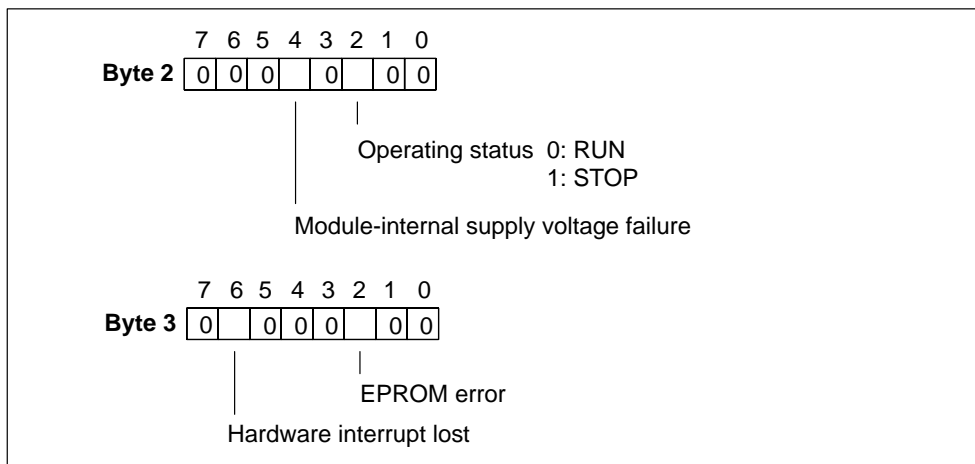 7 6 5 4 3 2 1 0
Byte 2 0 0 0 0 0 0
Operating status 0: RUN
1: STOP
Module-internal supply voltage failure
7 6 5 4 3 2 1 0
Byte 3 0 0 0 0 0 0
EPROM error
Hardware interrupt lost